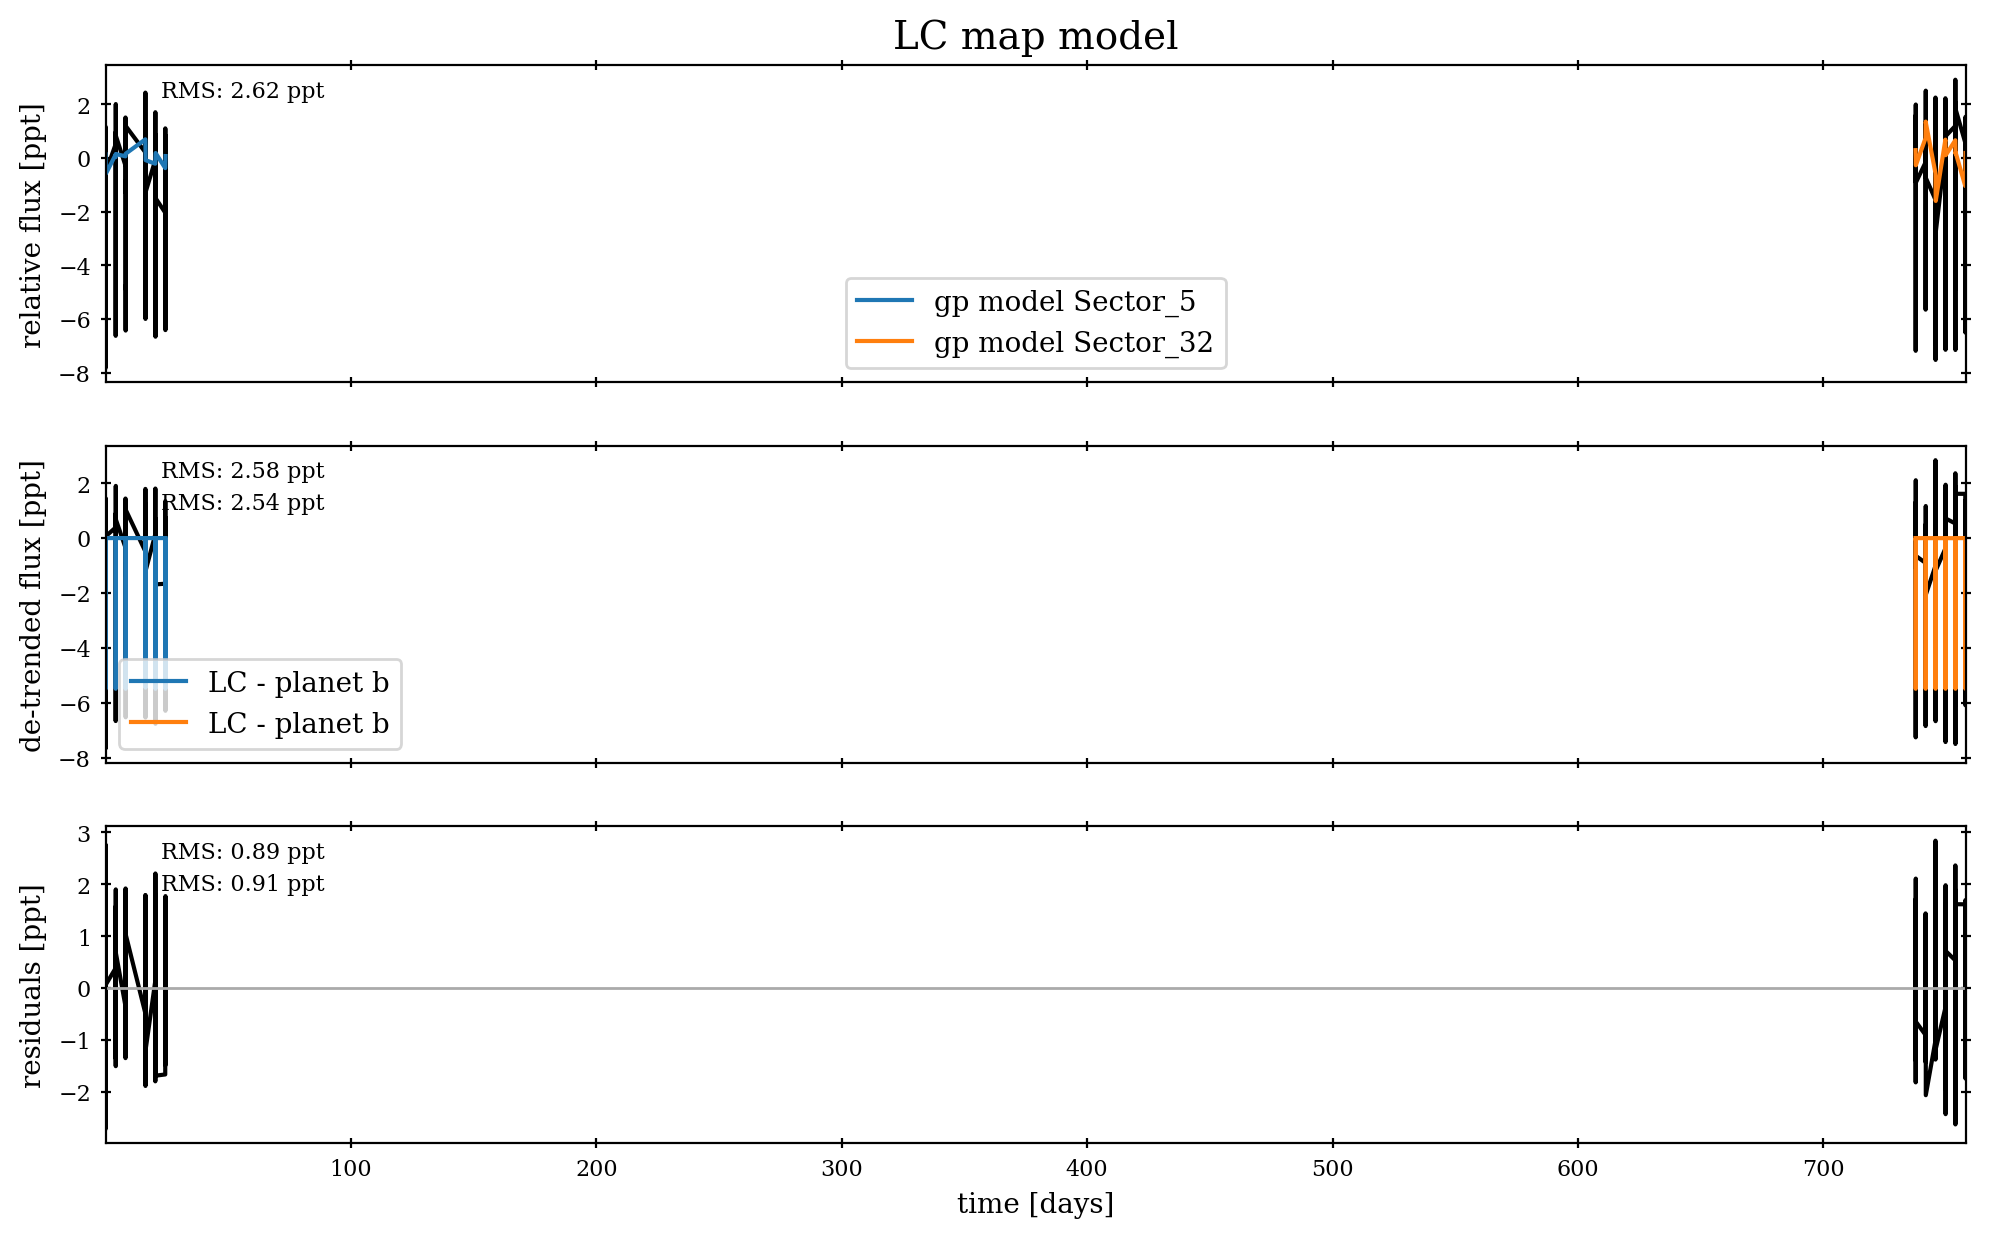 LC map model
relative flux [ppt]
2
0
−2
−4
−6
−8
RMS: 2.62 ppt
gp model Sector_5
gp model Sector_32
de-trended flux [ppt]
2
0
−2
−4
−6
−8
RMS: 2.58 ppt
RMS: 2.54 ppt
LC - planet b
LC - planet b
residuals [ppt]
3
2
1
0
−1
−2
RMS: 0.89 ppt
RMS: 0.91 ppt
100 200 300 400 500 600 700
time [days]